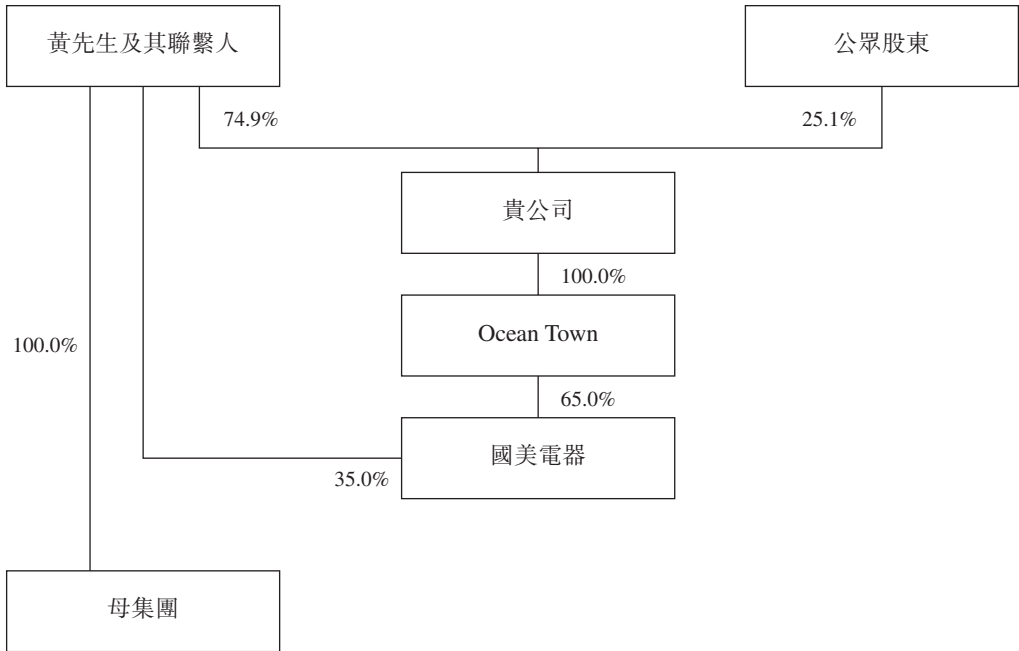 黃先生及其聯繫人
公眾股東
74.9%
25.1%
貴公司
100.0%
Ocean Town
100.0%
65.0%
國美電器
35.0%
母集團